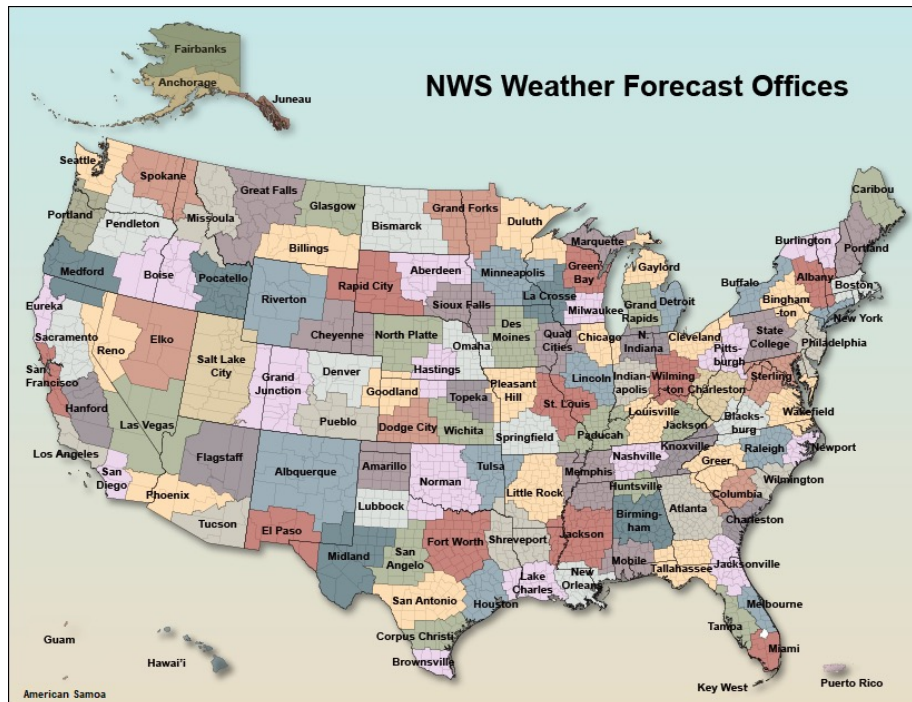 NWS Weather Forecast Offices
Fairbanks
Anchorage
Juneau
Seattle
Spokane
Great Falls
Glasgow
Missoula
Portland
Pendleton
Bismarck
Grand Forks
Duluth
Marquette
Caribou
Burlington
Portland
Billings
Medford
Boise
Pocatello
Riverton
Rapid City
Aberdeen
Minneapolis
Green
Bay
Gaylord
Buffalo
Albany
Boston
Eureka
Sacramento
Reno
Elko
Salt Lake
City
Cheyenne
North Platte
Sioux Falls
La Crosse
Milwaukee
Grand
Rapids
Detroit
Bingham-
ton
New York
San
Francisco
Hanford
Las Vegas
Grand
Junction
Denver
Pueblo
Goodland
Hastings
Omaha
Des
Moines
Quad
Cities
Chicago
N.
Indiana
Cleveland
Pitts-
burgh
State
College
Philadelphia
Los Angeles
San
Diego
Phoenix
Flagstaff
Tucson
Albuquerque
El Paso
Dodge City
Topeka
Wichita
Pleasant
Hill
St. Louis
Lincoln
Indian-
apolis
Wilming
-ton
Charleston
Sterling
Wakefield
Springfield
Paducah
Louisville
Jackson
Blacks-
burg
Amarillo
Lubbock
Norman
Tulsa
Little Rock
Memphis
Nashville
Knoxville
Raleigh
Newport
Greer
Wilmington
Columbia
Charleston
Midland
San
Angelo
Fort Worth
Shreveport
Jackson
Huntsville
Birming-
ham
Atlanta
San Antonio
Houston
Lake
Charles
New
Orleans
Mobile
Tallahassee
Jacksonville
Corpus Christi
Brownsville
Melbourne
Tampa
Miami
Key West
Guam
Hawai'i
American Samoa
Puerto Rico